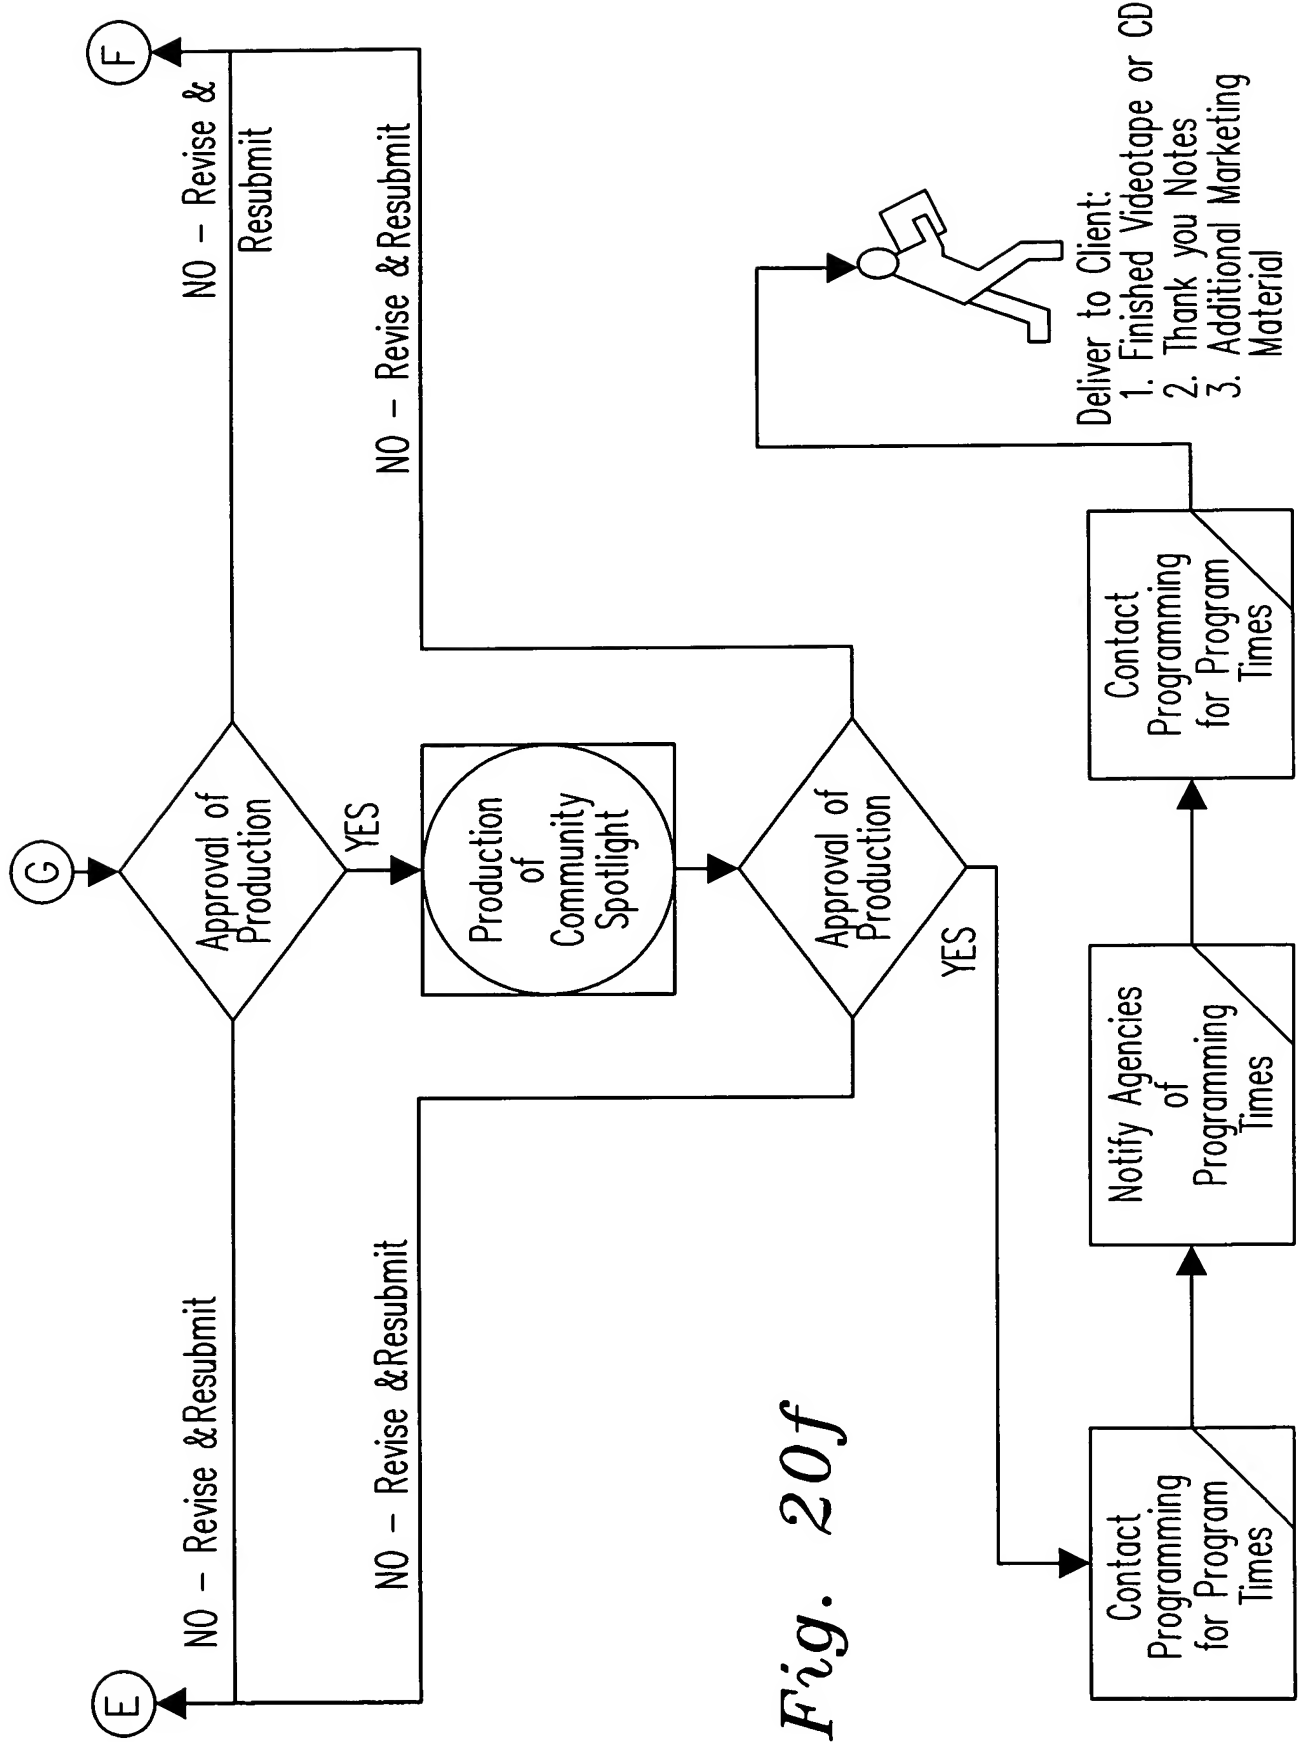 G
E
F
Approval of
Production
NO - Revise &Resubmit
NO - Revise &
Resubmit
YES
Production
of
Community
Spotlight
NO - Revise &Resubmit
NO - Revise &Resubmit
Approval of
Production
YES
Contact
Programming
for Program
Times
Notify Agencies
of
Programming
Times
Contact
Programming
for Program
Times
Deliver to Client:
1. Finished Videotape or CD
2. Thank you Notes
3. Additional Marketing
Material
Fig. 20f